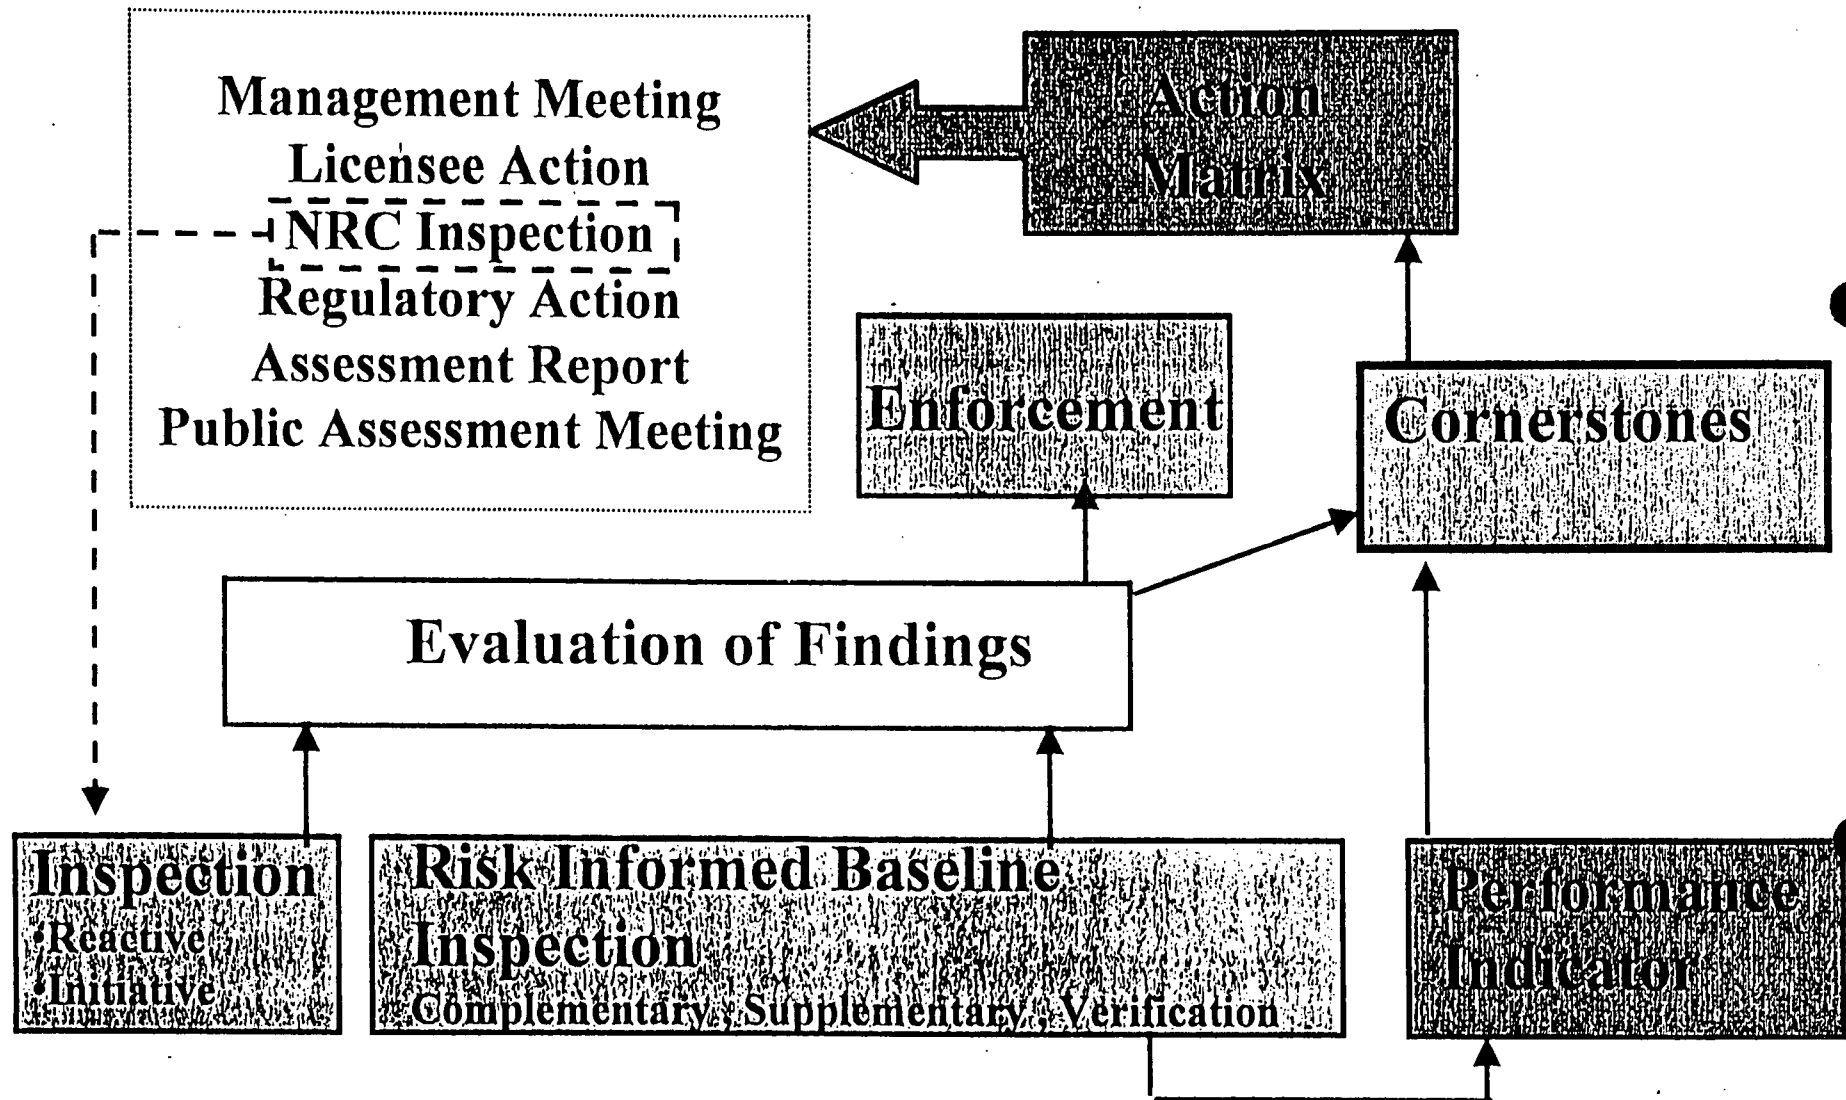 Management Meeting
Licensee Action
NRC Inspection
Regulatory Action
Assessment Report
Public Assessment Meeting
Action
Matrix
Enforcement
Cornerstones
Evaluation of Findings
Inspection
•Reactive
•Initiative
Risk Informed Baseline
Inspection
Complementary , Supplementary , Verification
Performance
Indicator